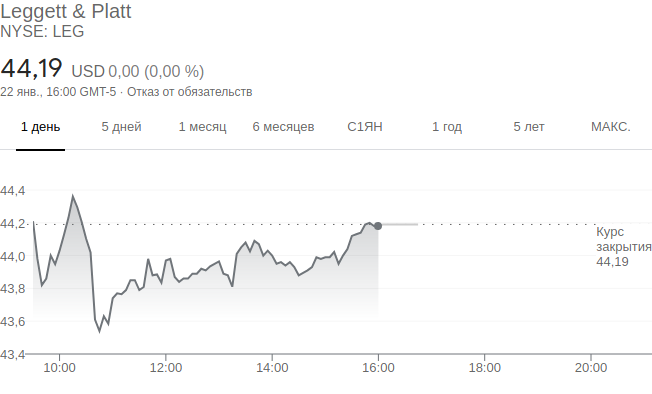 Leggett & Platt
NYSE: LEG
44,19 USD 0,00 (0,00 %)
22 янв., 16:00 GMT-5 · Отказ от обязательств
1 день 5 дней 1 месяц 6 месяцев С1ЯН 1 год 5 лет МАКС.
44,4
44,2
Курс
закрытия
44,19
44,0
43,8
43,6
43,4
10:00 12:00 14:00 16:00 18:00 20:00